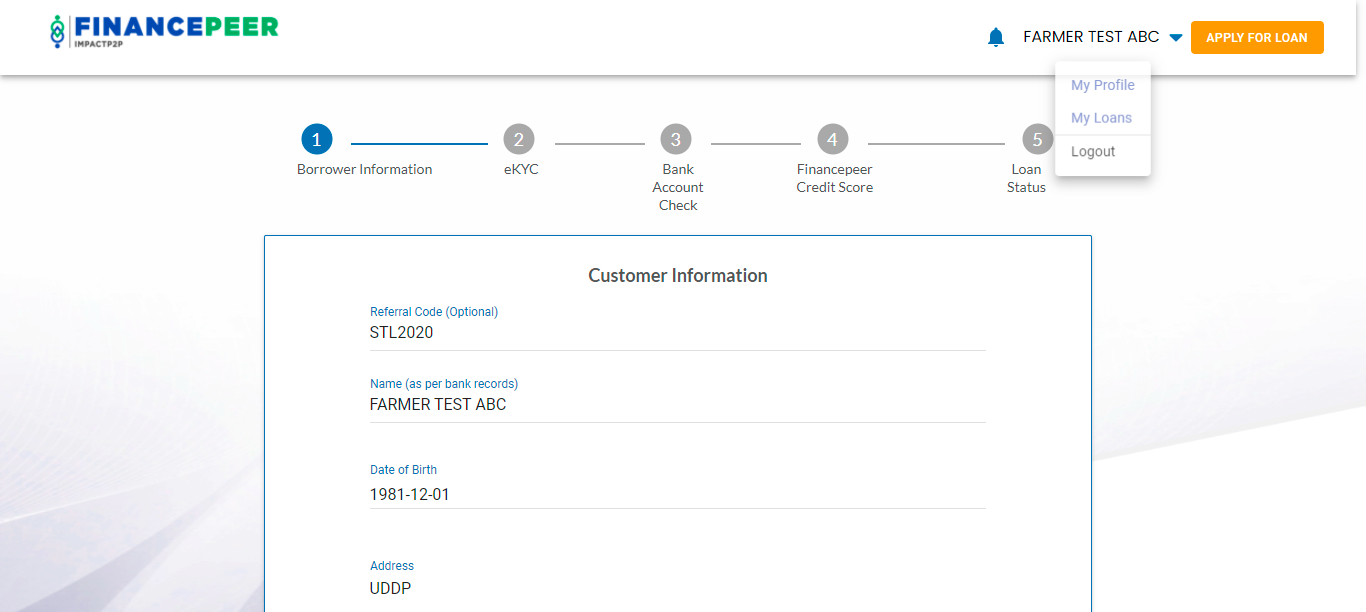 FINANCEPEER
IMPACTP2P
FARMER TEST ABC
APPLY FOR LOAN
My Profile
My Loans
Logout
1
Borrower Information
2
eKYC
3
Bank
Account
Check
4
Financepeer
Credit Score
5
Loan
Status
Customer Information
Referral Code (Optional)
STL2020
Name (as per bank records)
FARMER TEST ABC
Date of Birth
1981-12-01
Address
UDDP